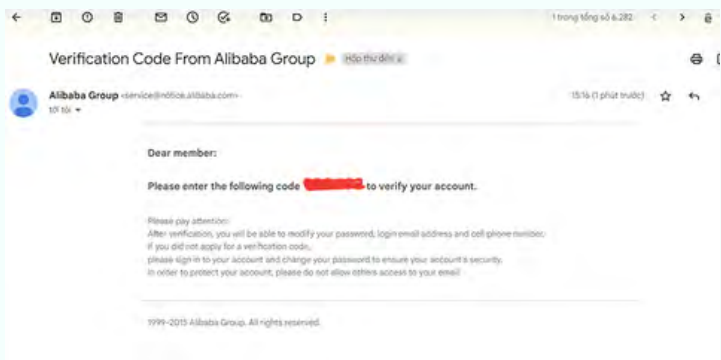 1 trong tổng số 6.282
Verification Code From Alibaba Group
Hộp thư đến x
Alibaba Group <service@notice.alibaba.com>
15:16 (1 phút trước)
tới tôi
Dear member:
Please enter the following code to verify your account.
Please pay attention:
After verification, you will be able to modify your password, login email address and cell phone number.
If you did not apply for a verification code,
please sign in to your account and change your password to ensure your account's security.
In order to protect your account, please do not allow others access to your email
1999-2015 Alibaba Group. All rights reserved.